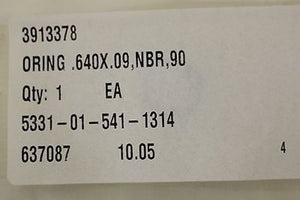 3913378
ORING .640X.09,NBR,90
Qty: 1 EA
5331-01-541-1314
637087 10.05 4